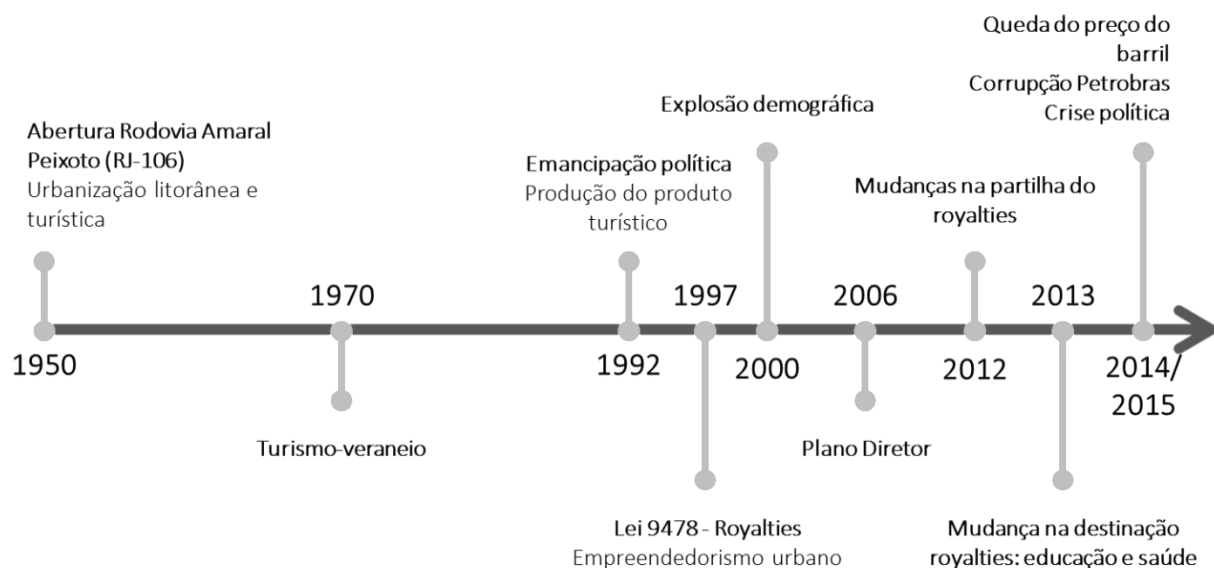 Queda do preço do
barril
Corrupção Petrobras
Crise política
Explosão demográfica
Abertura Rodovia Amaral
Peixoto (RJ-106)
Urbanização litorânea e
turística
Emancipação política
Produção do produto
turístico
Mudanças na partilha do
royalties
1970
1997
2006
2013
1950
1992
2000
2012
2014/
2015
Turismo-veraneio
Plano Diretor
Lei 9478 - Royalties
Empreendedorismo urbano
Mudança na destinação
royalties: educação e saúde